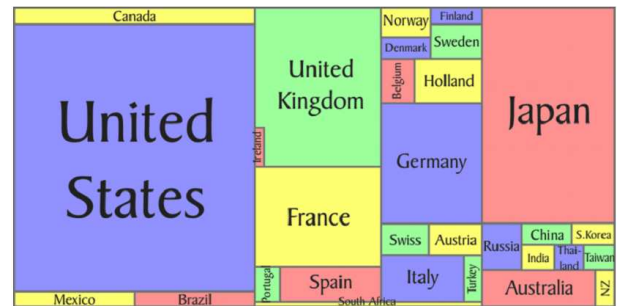 Canada
United
States
Mexico
Brazil
United
Kingdom
Ireland
France
Portugal
Spain
South Africa
Norway
Finland
Denmark
Sweden
Belgium
Holland
Germany
Swiss
Austria
Italy
Turkey
Japan
Russia
China
S.Korea
India
Thai-
land
Taiwan
Australia
NZ